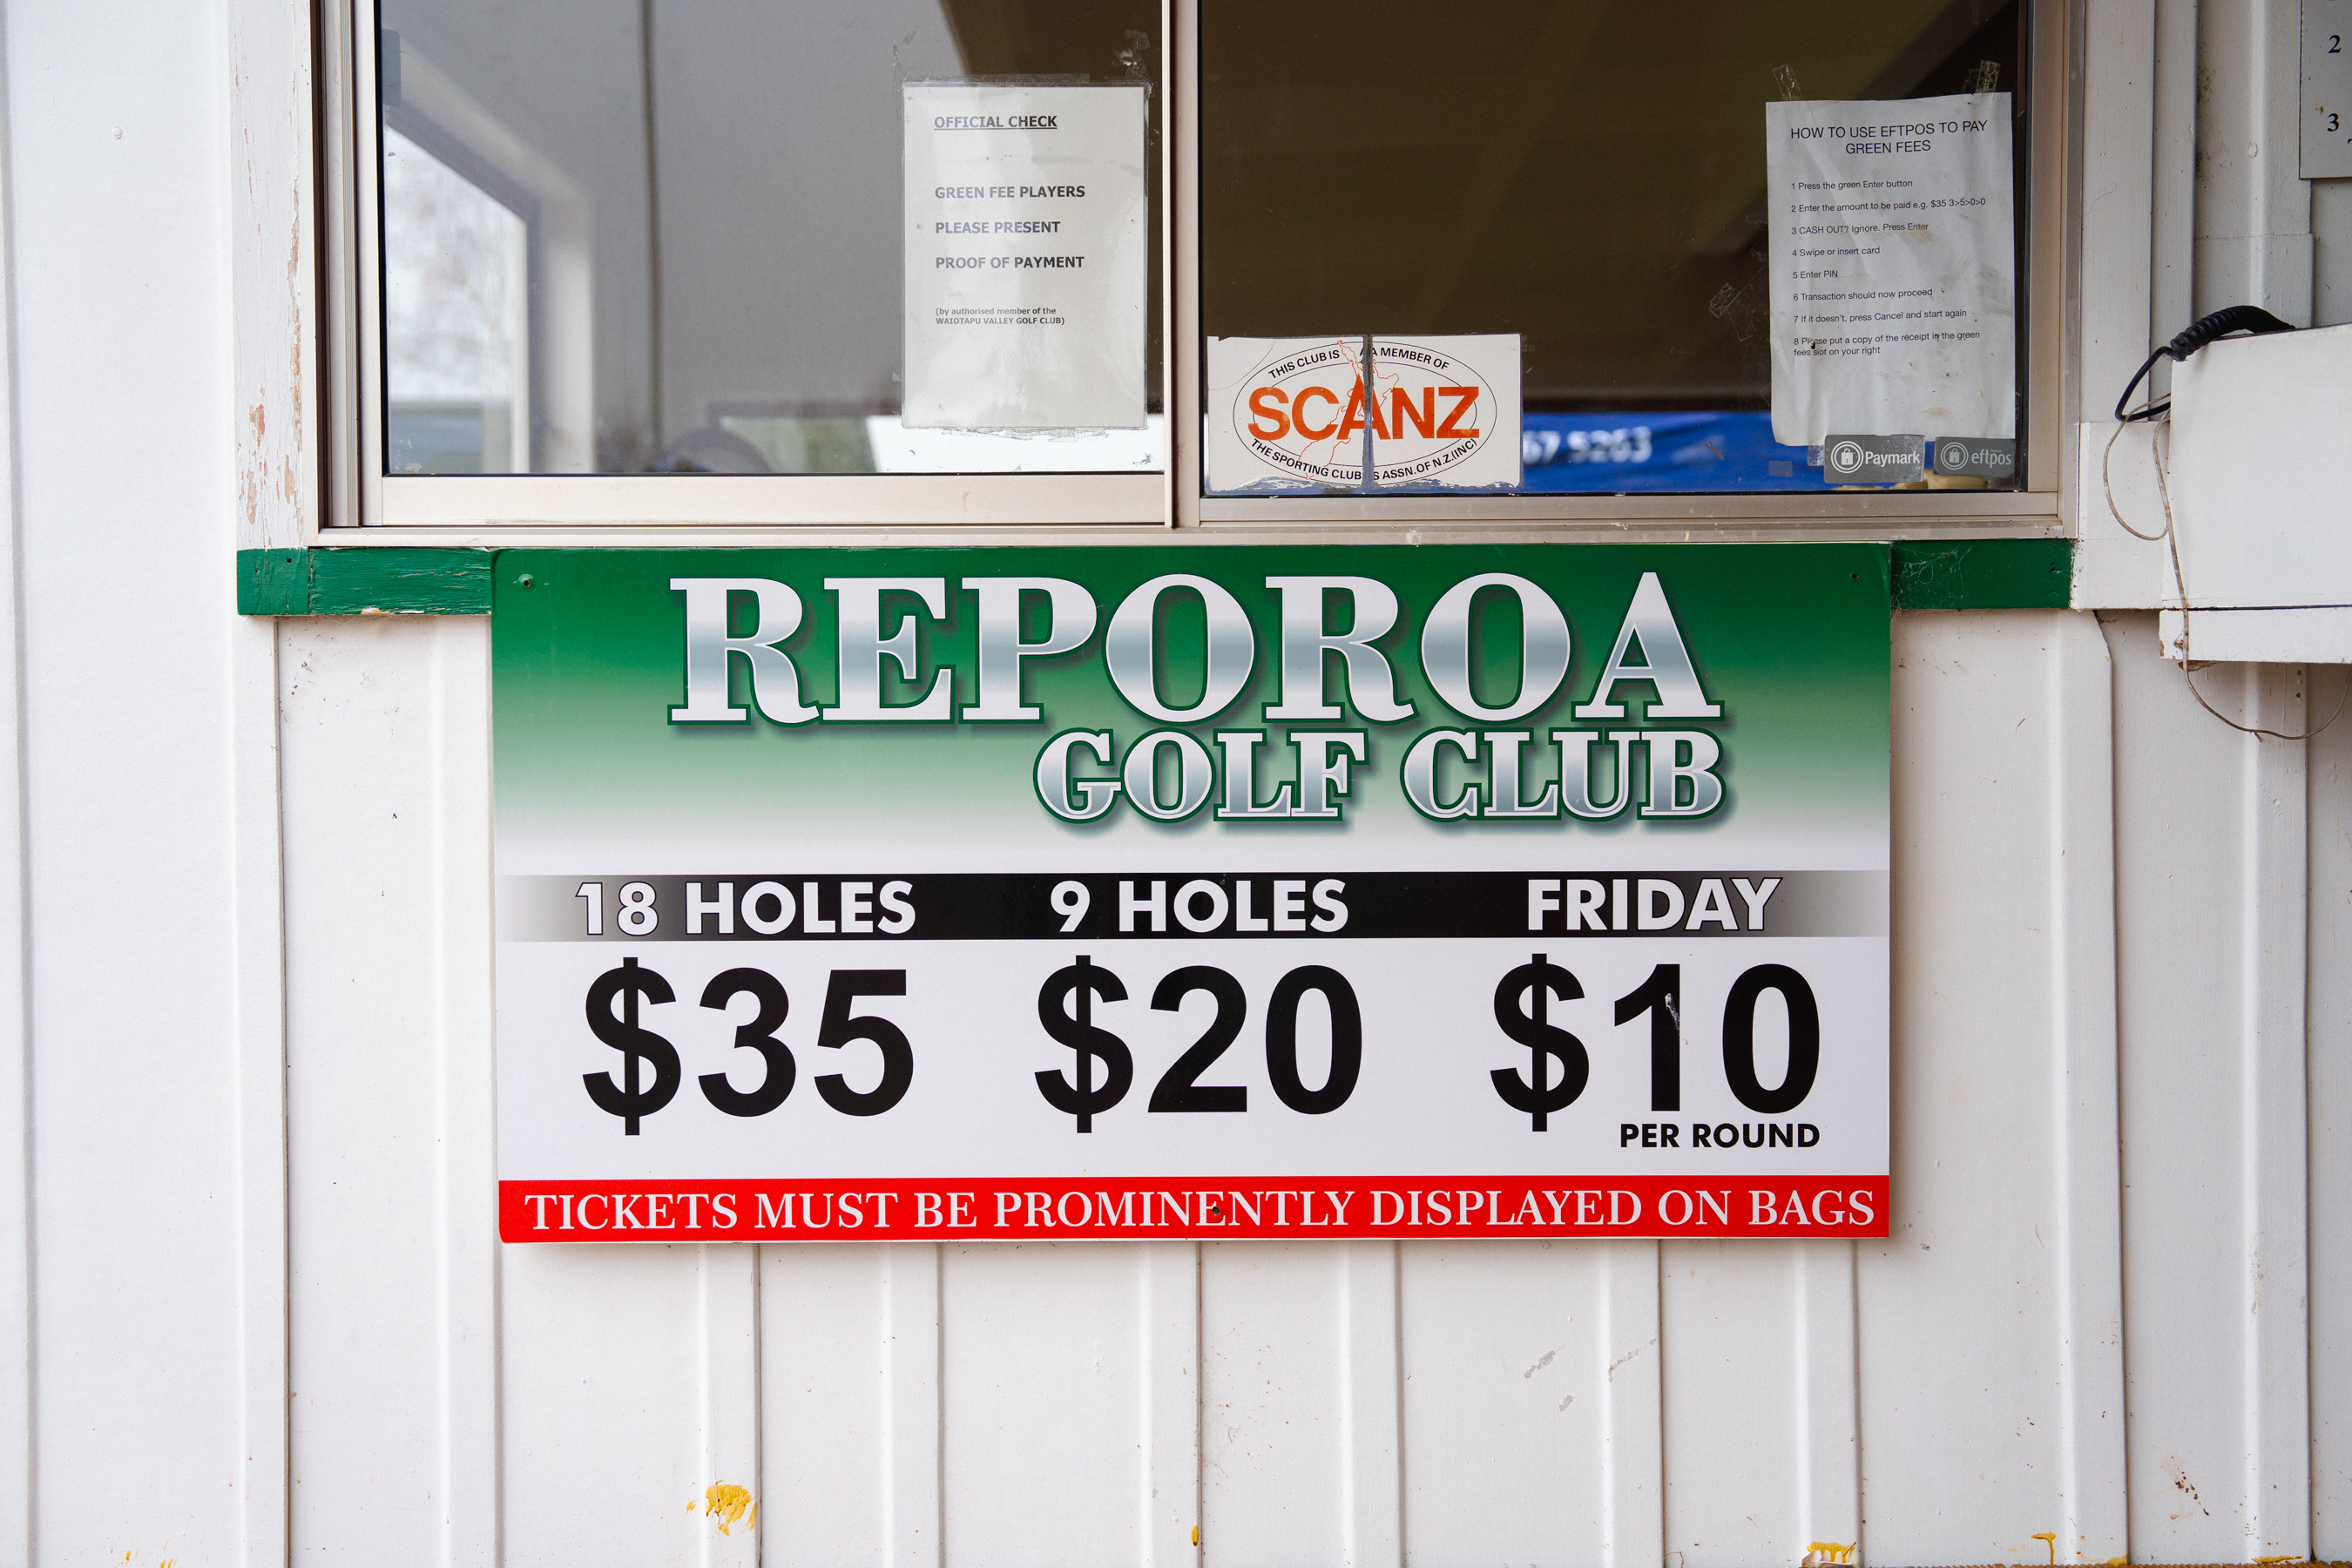 OFFICIAL CHECK
GREEN FEE PLAYERS
PLEASE PRESENT
PROOF OF PAYMENT
(by authorised member of the
WAIOTAPU VALLEY GOLF CLUB)
THIS CLUB IS A A MEMBER OF
SCANZ
THE SPORTING CLUB S ASSN. OF N.Z.(INC)
67 5263
HOW TO USE EFTPOS TO PAY
GREEN FEES
1 Press the green Enter button
2 Enter the amount to be paid e.g. $35 3>5>0>0
3 CASH OUT? Ignore. Press Enter
4 Swipe or insert card
5 Enter PIN
6 Transaction should now proceed
7 If it doesn't, press Cancel and start again
8 Please put a copy of the receipt in the green
fees slot on your right
Paymark
eftpos
2
3
REPOROA
GOLF CLUB
18 HOLES 9 HOLES FRIDAY
$35 $20 $10
PER ROUND
TICKETS MUST BE PROMINENTLY DISPLAYED ON BAGS